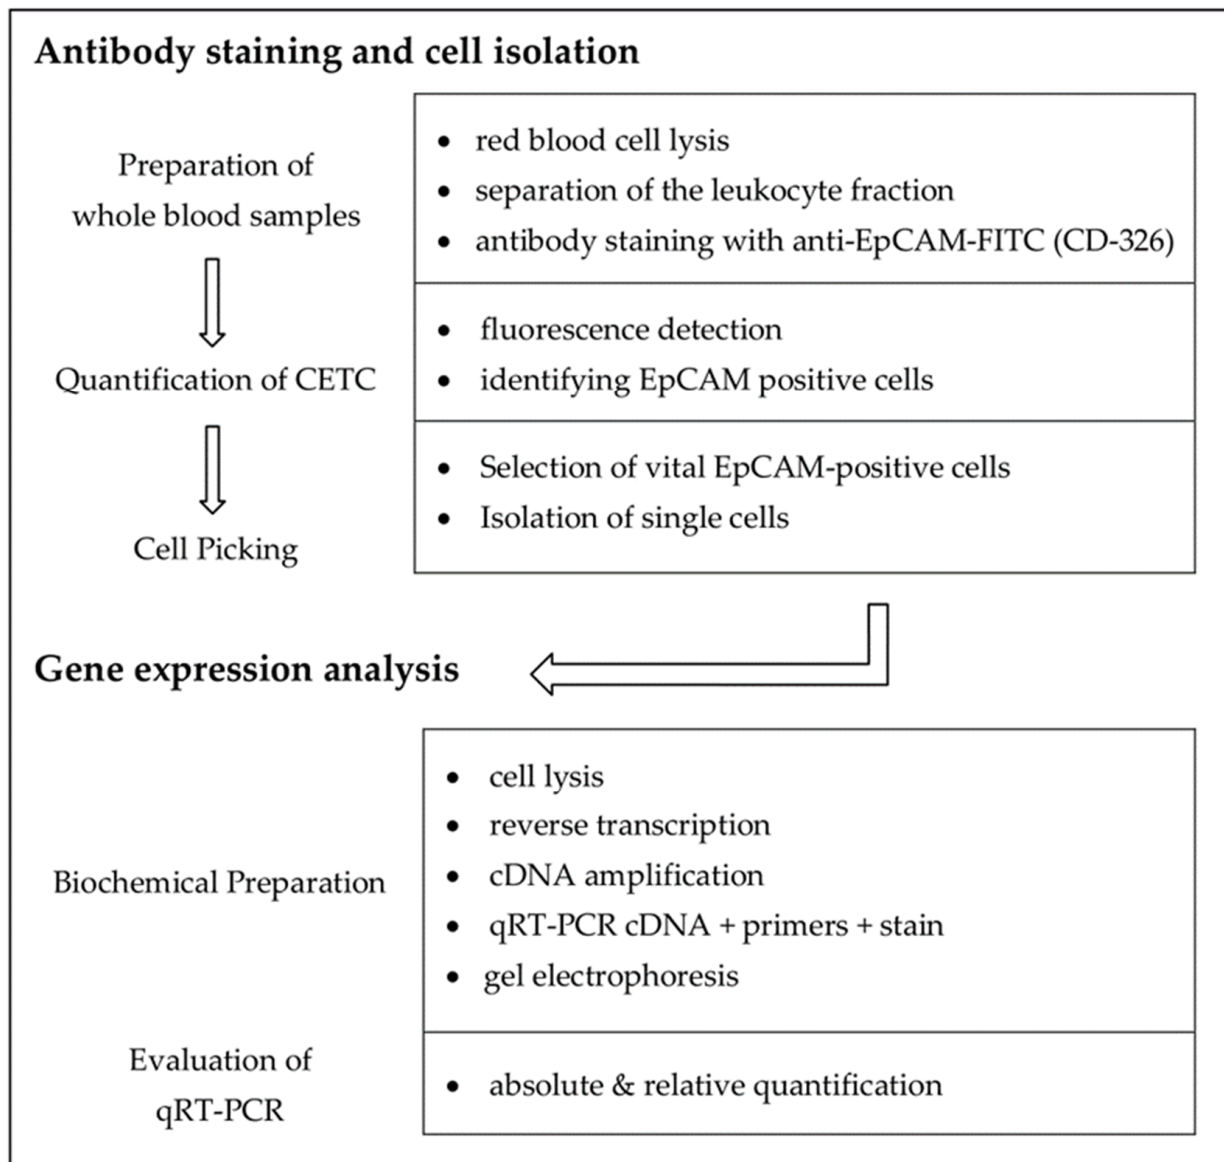 Antibody staining and cell isolation
Preparation of
whole blood samples
• red blood cell lysis
• separation of the leukocyte fraction
• antibody staining with anti-EpCAM-FITC (CD-326)
Quantification of CETC
• fluorescence detection
• identifying EpCAM positive cells
Cell Picking
• Selection of vital EpCAM-positive cells
• Isolation of single cells
Gene expression analysis
Biochemical Preparation
• cell lysis
• reverse transcription
• cDNA amplification
• qRT-PCR cDNA + primers + stain
• gel electrophoresis
Evaluation of
qRT-PCR
• absolute & relative quantification